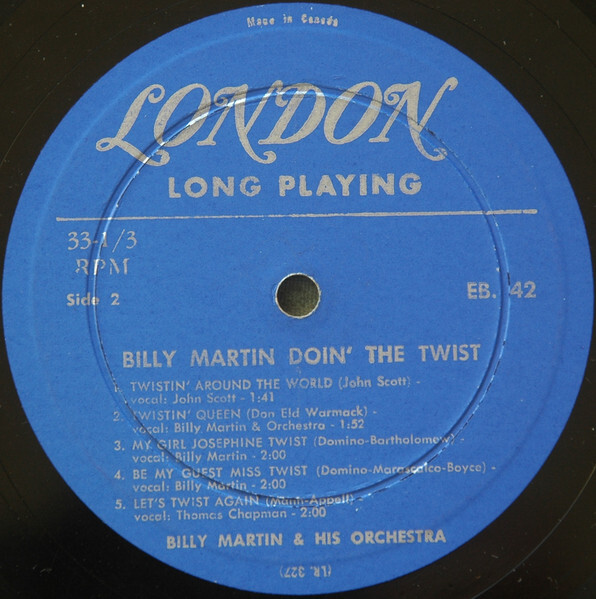 Made in Canada
LONDON
LONG PLAYING
33-1/3
RPM
Side 2
EB. 42
BILLY MARTIN DOIN' THE TWIST
1. TWISTIN' AROUND THE WORLD (John Scott) -
vocal: John Scott - 1:41
2. TWISTIN' QUEEN (Don Eld Warmack) -
vocal: Billy Martin & Orchestra - 1:52
3. MY GIRL JOSEPHINE TWIST (Domino-Bartholomew) -
vocal: Billy Martin - 2:00
4. BE MY GUEST MISS TWIST (Domino-Marascalco-Boyce) -
vocal: Billy Martin - 2:00
5. LET'S TWIST AGAIN (Mann-Appell) -
vocal: Thomas Chapman - 2:00
BILLY MARTIN & HIS ORCHESTRA
(LR. 327)